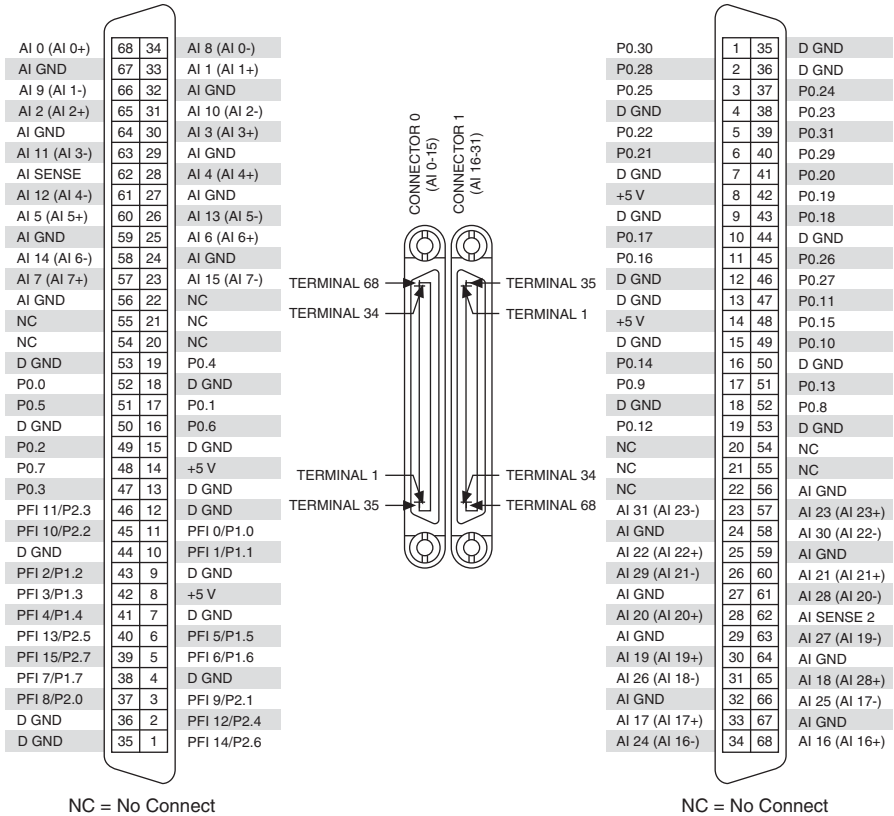 AI 0 (AI 0+) 68 34 AI 8 (AI 0-)
AI GND 67 33 AI 1 (AI 1+)
AI 9 (AI 1-) 66 32 AI GND
AI 2 (AI 2+) 65 31 AI 10 (AI 2-)
AI GND 64 30 AI 3 (AI 3+)
AI 11 (AI 3-) 63 29 AI GND
AI SENSE 62 28 AI 4 (AI 4+)
AI 12 (AI 4-) 61 27 AI GND
AI 5 (AI 5+) 60 26 AI 13 (AI 5-)
AI GND 59 25 AI 6 (AI 6+)
AI 14 (AI 6-) 58 24 AI GND
AI 7 (AI 7+) 57 23 AI 15 (AI 7-)
AI GND 56 22 NC
NC 55 21 NC
NC 54 20 NC
D GND 53 19 P0.4
P0.0 52 18 D GND
P0.5 51 17 P0.1
D GND 50 16 P0.6
P0.2 49 15 D GND
P0.7 48 14 +5 V
P0.3 47 13 D GND
PFI 11/P2.3 46 12 D GND
PFI 10/P2.2 45 11 PFI 0/P1.0
D GND 44 10 PFI 1/P1.1
PFI 2/P1.2 43 9 D GND
PFI 3/P1.3 42 8 +5 V
PFI 4/P1.4 41 7 D GND
PFI 13/P2.5 40 6 PFI 5/P1.5
PFI 15/P2.7 39 5 PFI 6/P1.6
PFI 7/P1.7 38 4 D GND
PFI 8/P2.0 37 3 PFI 9/P2.1
D GND 36 2 PFI 12/P2.4
D GND 35 1 PFI 14/P2.6
NC = No Connect
CONNECTOR 0
(AI 0-15)
CONNECTOR 1
(AI 16-31)
TERMINAL 68
TERMINAL 34
TERMINAL 35
TERMINAL 1
TERMINAL 1
TERMINAL 35
TERMINAL 34
TERMINAL 68
P0.30 1 35 D GND
P0.28 2 36 D GND
P0.25 3 37 P0.24
D GND 4 38 P0.23
P0.22 5 39 P0.31
P0.21 6 40 P0.29
D GND 7 41 P0.20
+5 V 8 42 P0.19
D GND 9 43 P0.18
P0.17 10 44 D GND
P0.16 11 45 P0.26
D GND 12 46 P0.27
D GND 13 47 P0.11
+5 V 14 48 P0.15
D GND 15 49 P0.10
P0.14 16 50 D GND
P0.9 17 51 P0.13
D GND 18 52 P0.8
P0.12 19 53 D GND
NC 20 54 NC
NC 21 55 NC
NC 22 56 AI GND
AI 31 (AI 23-) 23 57 AI 23 (AI 23+)
AI GND 24 58 AI 30 (AI 22-)
AI 22 (AI 22+) 25 59 AI GND
AI 29 (AI 21-) 26 60 AI 21 (AI 21+)
AI GND 27 61 AI 28 (AI 20-)
AI 20 (AI 20+) 28 62 AI SENSE 2
AI GND 29 63 AI 27 (AI 19-)
AI 19 (AI 19+) 30 64 AI GND
AI 26 (AI 18-) 31 65 AI 18 (AI 28+)
AI GND 32 66 AI 25 (AI 17-)
AI 17 (AI 17+) 33 67 AI GND
AI 24 (AI 16-) 34 68 AI 16 (AI 16+)
NC = No Connect